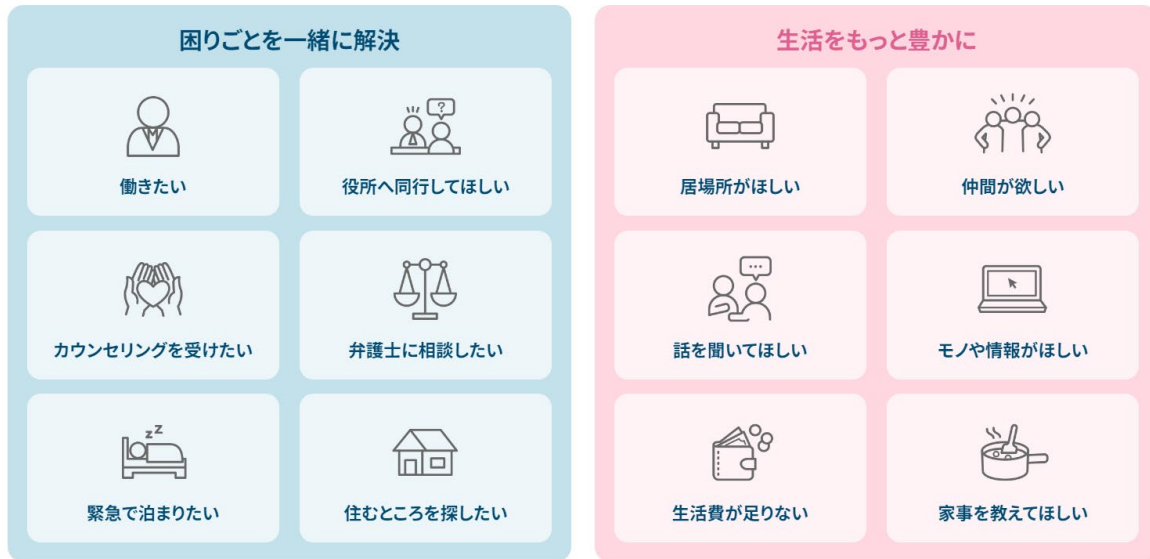 困りごとを一緒に解決
働きたい
役所へ同行してほしい
カウンセリングを受けたい
弁護士に相談したい
緊急で泊まりたい
住むところを探したい
生活をもっと豊かに
居場所がほしい
仲間が欲しい
話を聞いてほしい
モノや情報がほしい
生活費が足りない
家事を教えてほしい